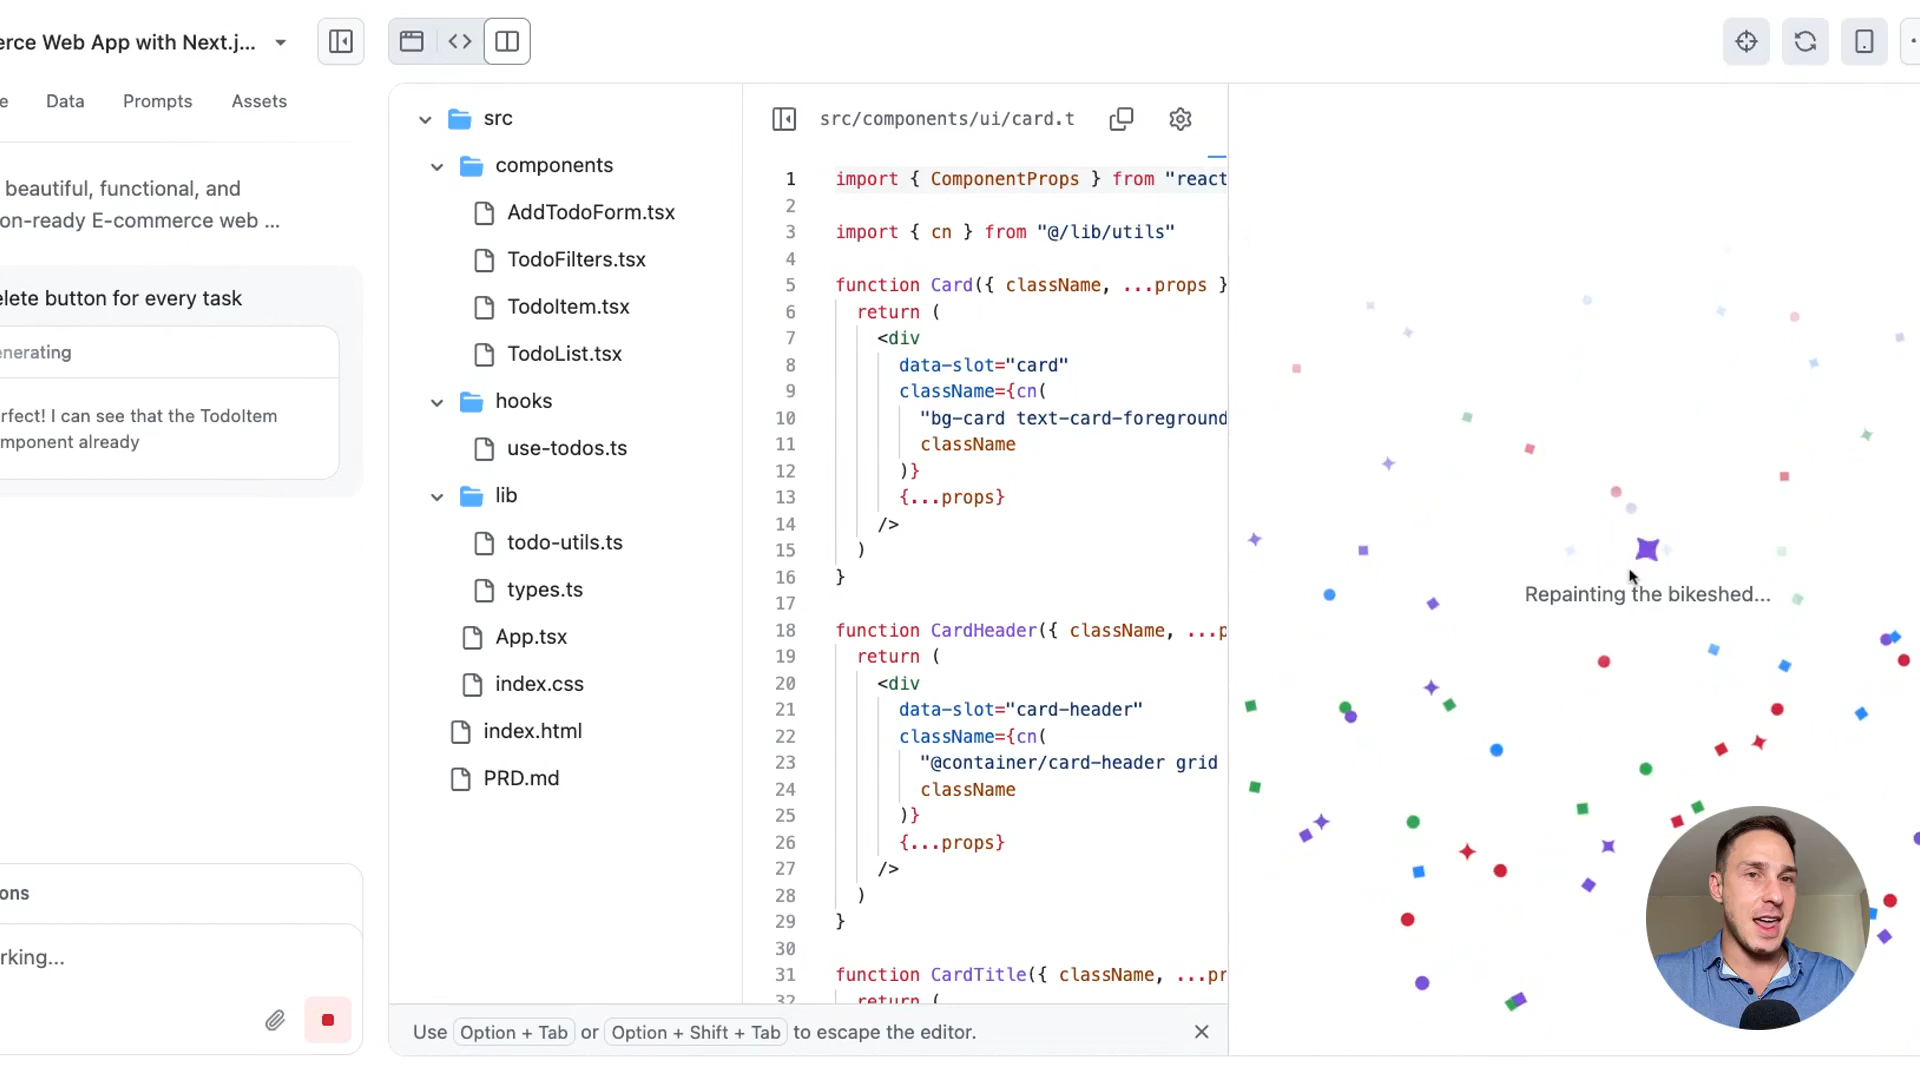 erce Web App with Next.j...
e
Data
Prompts
Assets
beautiful, functional, and
on-ready E-commerce web ...
elete button for every task
enerating
rfect! I can see that the TodoItem
mponent already
ons
rking...
src
components
AddTodoForm.tsx
TodoFilters.tsx
TodoItem.tsx
TodoList.tsx
hooks
use-todos.ts
lib
todo-utils.ts
types.ts
App.tsx
index.css
index.html
PRD.md
src/components/ui/card.t
1 import { ComponentProps } from "react
2
3 import { cn } from "@/lib/utils"
4
5 function Card({ className, ...props }
6 return (
7 <div
8 data-slot="card"
9 className={cn(
10 "bg-card text-card-foreground
11 className
12 )}
13 {...props}
14 />
15 )
16 }
17
18 function CardHeader({ className, ...p
19 return (
20 <div
21 data-slot="card-header"
22 className={cn(
23 "@container/card-header grid
24 className
25 )}
26 {...props}
27 />
28 )
29 }
30
31 function CardTitle({ className, ...pr
32 return (
Use Option + Tab or Option + Shift + Tab to escape the editor.
Repainting the bikeshed...